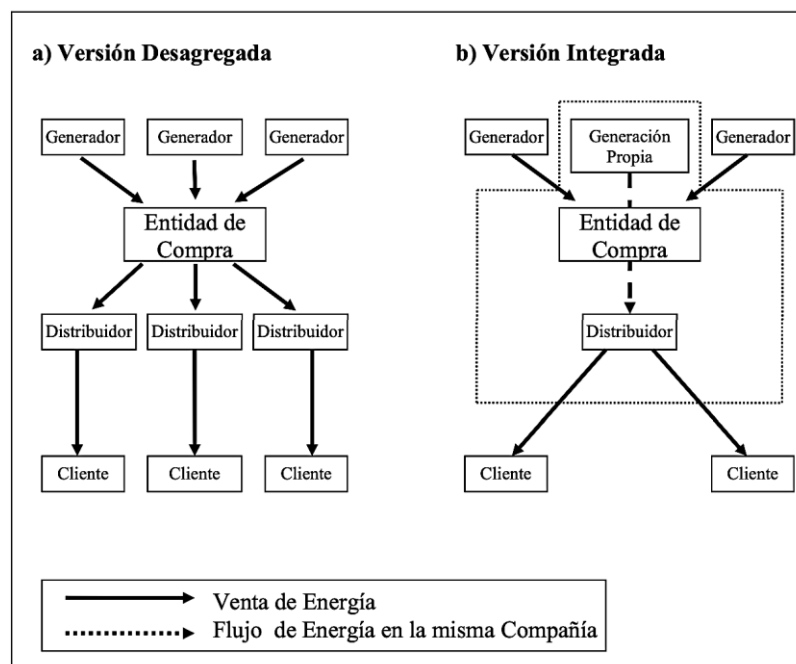 a) Versión Desagregada
Generador
Generador
Generador
Entidad de
Compra
Distribuidor
Distribuidor
Distribuidor
Cliente
Cliente
Cliente
b) Versión Integrada
Generador
Generación
Propia
Generador
Entidad de
Compra
Distribuidor
Cliente
Cliente
Venta de Energía
Flujo de Energía en la misma Compañía